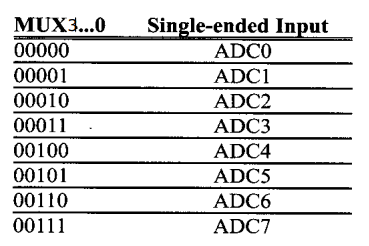 MUX3...0 Single-ended Input
00000 ADC0
00001 ADC1
00010 ADC2
00011 ADC3
00100 ADC4
00101 ADC5
00110 ADC6
00111 ADC7